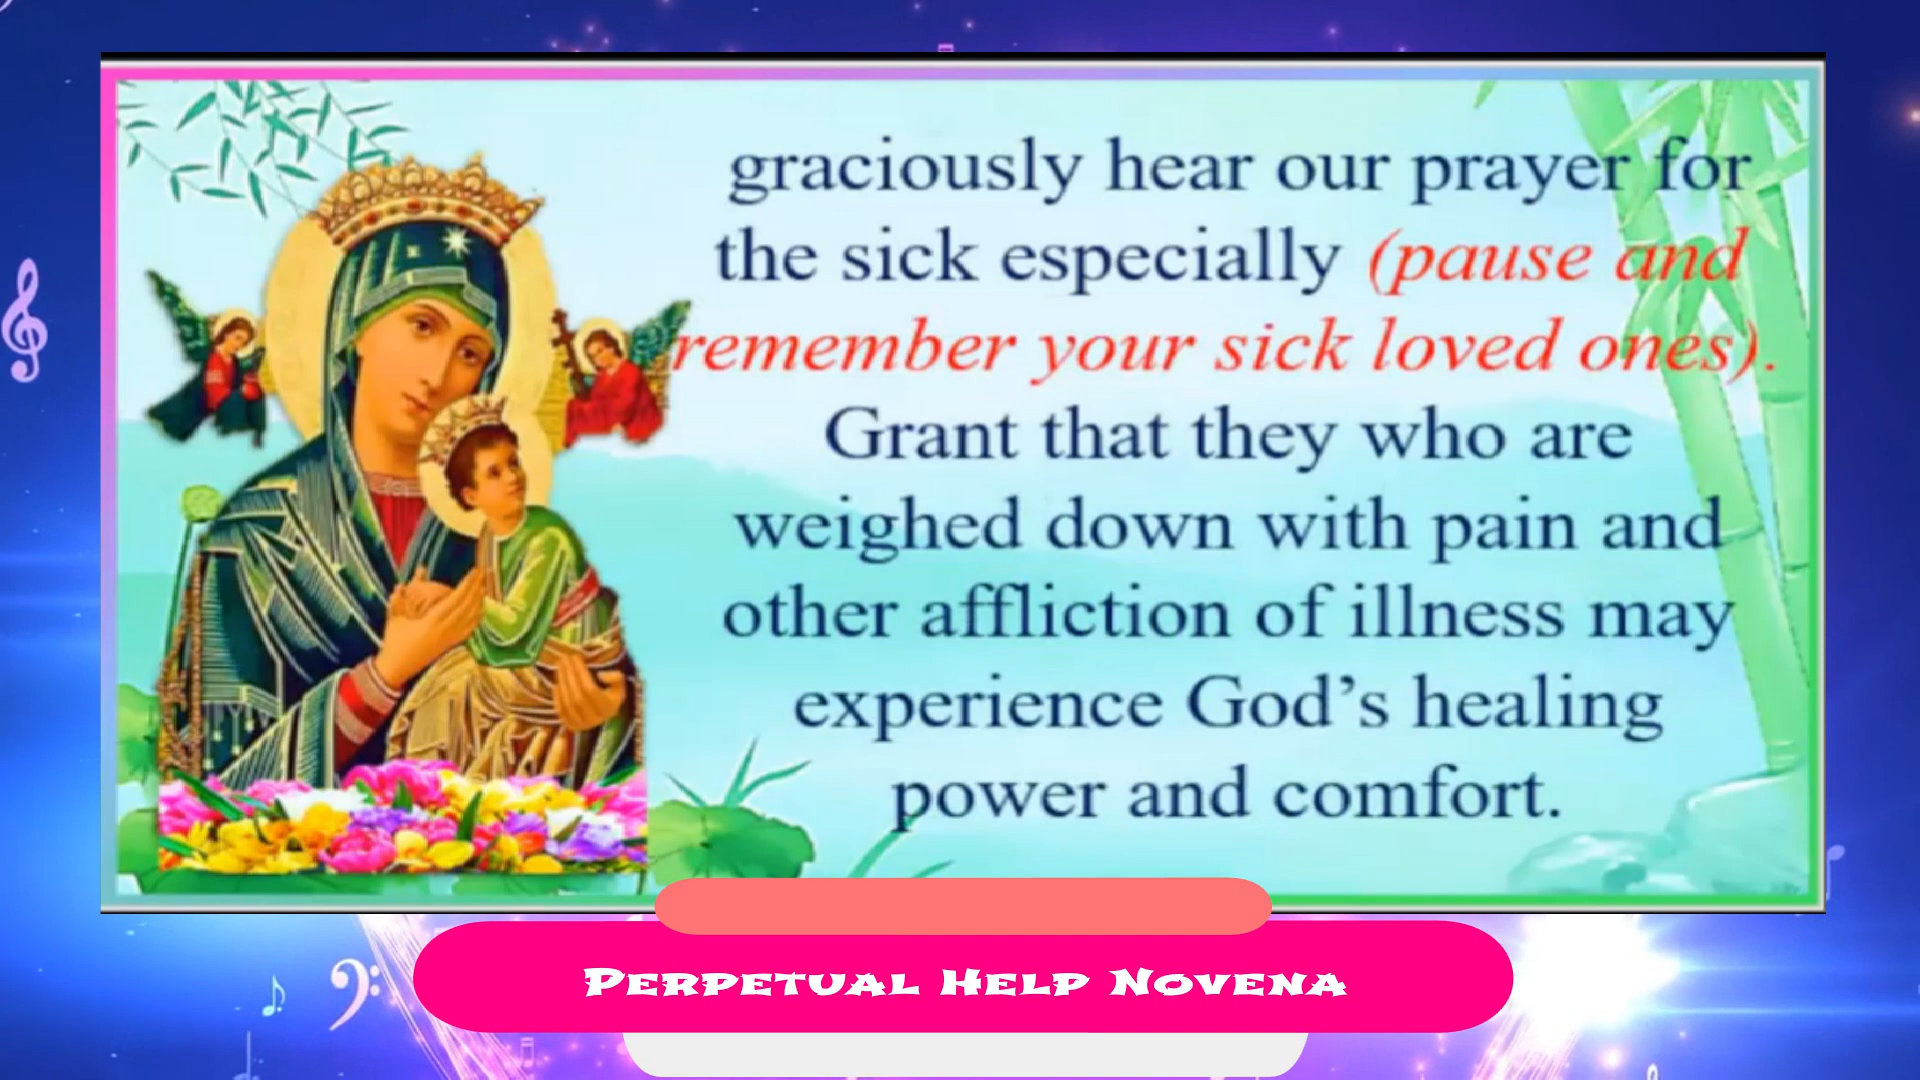 graciously hear our prayer for
the sick especially (pause and
remember your sick loved ones).
Grant that they who are
weighed down with pain and
other affliction of illness may
experience God’s healing
power and comfort.
Perpetual Help Novena